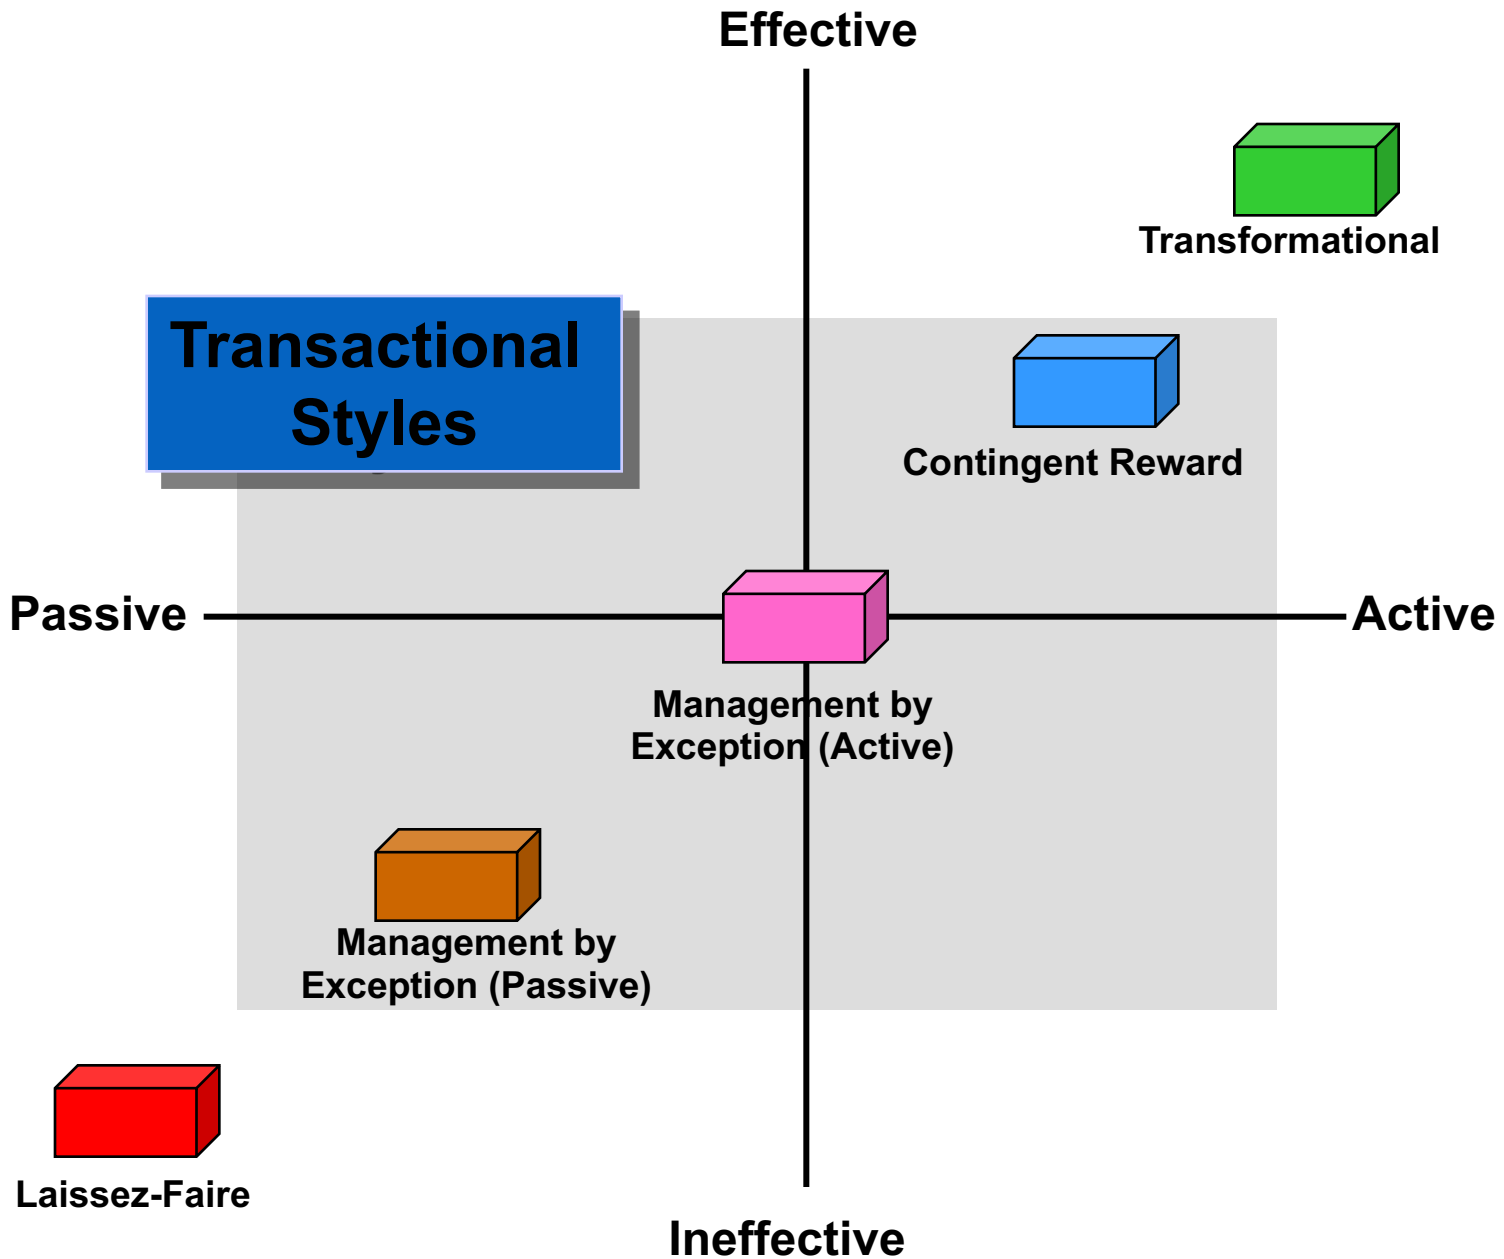 Effective
Transformational
Transactional
Styles
Contingent Reward
Passive
Active
Management by
Exception (Active)
Management by
Exception (Passive)
Laissez-Faire
Ineffective